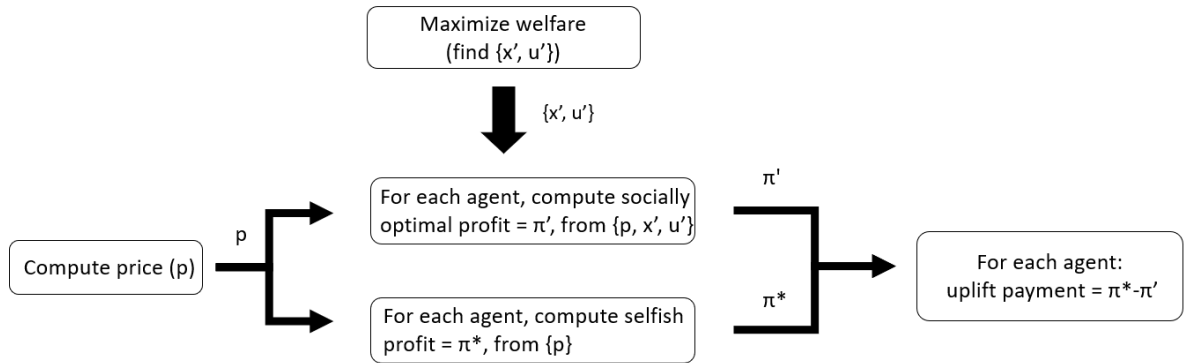 Maximize welfare
(find {x’, u’})
{x’, u’}
For each agent, compute socially
optimal profit = π’, from {p, x’, u’}
π'
p
Compute price (p)
For each agent, compute selfish
profit = π*, from {p}
π*
For each agent:
uplift payment = π*-π’